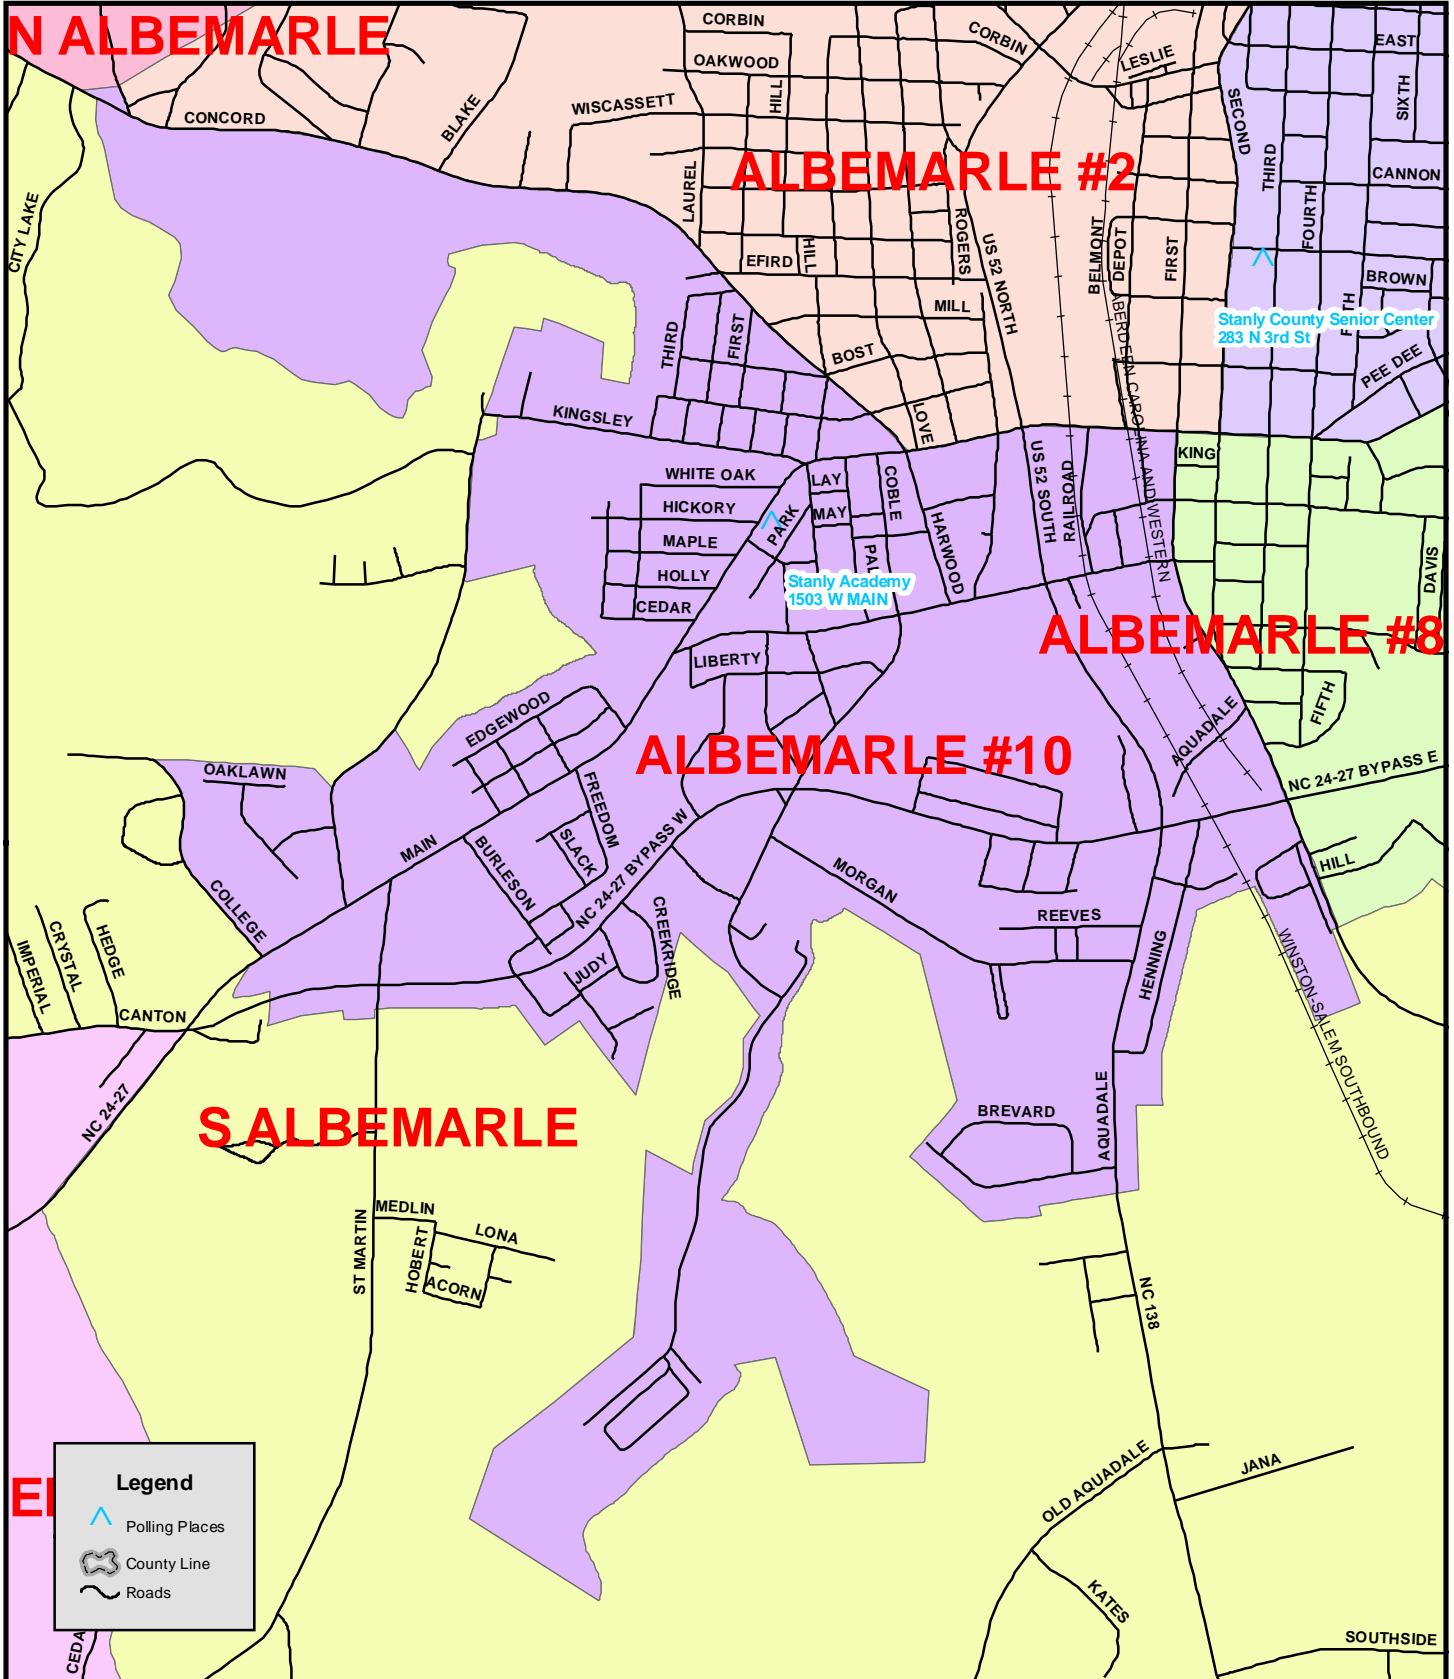 N ALBEMARLE
CORBIN
CORBIN
EAST
OAKWOOD
LESLIE
HILL
SIXTH
BLAKE
WISCASSETT
CONCORD
SECOND
THIRD
ALBEMARLE #2
CANNON
LAUREL
CITY LAKE
FOURTH
ROGERS
US 52 NORTH
BELMONT
DEPOT
FIRST
HILL
EFIRD
BROWN
MILL
Stanly County Senior Center
283 N 3rd St
THIRD
FIRST
BOST
PEE DEE
ABERDEEN CAROLINA AND WESTERN
KINGSLEY
LOVE
KING
US 52 SOUTH
RAILROAD
WHITE OAK
LAY
COBLE
HICKORY
MAY
PARK
HARWOOD
MAPLE
DAVIS
HOLLY
Stanly Academy
1503 W MAIN
CEDAR
ALBEMARLE #8
LIBERTY
EDGEWOOD
FIFTH
AQUADALE
ALBEMARLE #10
OAKLAWN
NC 24-27 BYPASS E
FREEDOM
MAIN
SLACK
BURLESON
NC 24-27 BYPASS W
MORGAN
HILL
COLLEGE
CREEKRIDGE
REEVES
CRYSTAL
HEDGE
IMPERIAL
HENNING
JUDY
WINSTON-SALEM SOUTHBOUND
CANTON
NC 24-27
S ALBEMARLE
BREVARD
AQUADALE
MEDLIN
ST MARTIN
HOBERT
LONA
ACORN
NC 138
OLD AQUADALE
JANA
Legend
Polling Places
County Line
Roads
KATES
SOUTHSIDE